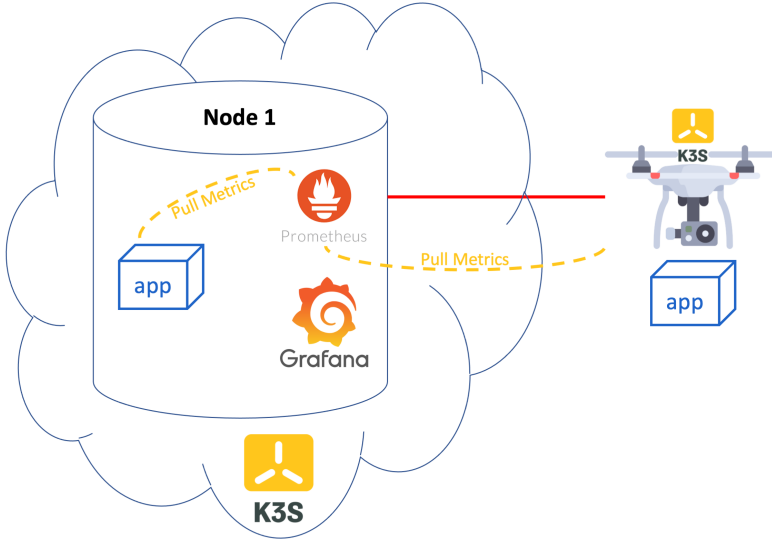 Node 1
K3S
Pull Metrics
Prometheus
Pull Metrics
app
app
Grafana
K3S